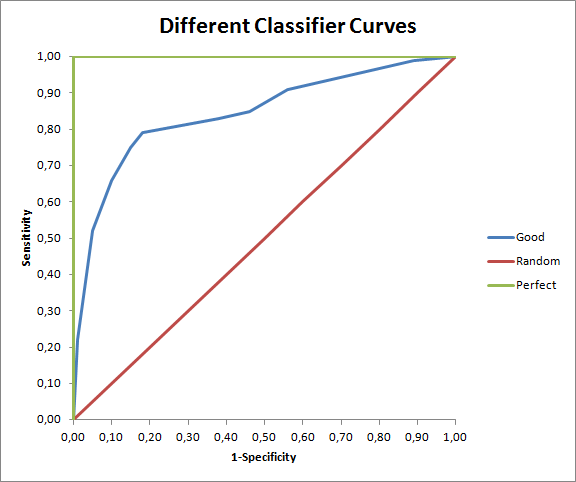 Different Classifier Curves
1,00
0,90
0,80
0,70
0,60
0,50
0,40
0,30
0,20
0,10
0,00
Sensitivity
0,00 0,10 0,20 0,30 0,40 0,50 0,60 0,70 0,80 0,90 1,00
1-Specificity
Good
Random
Perfect